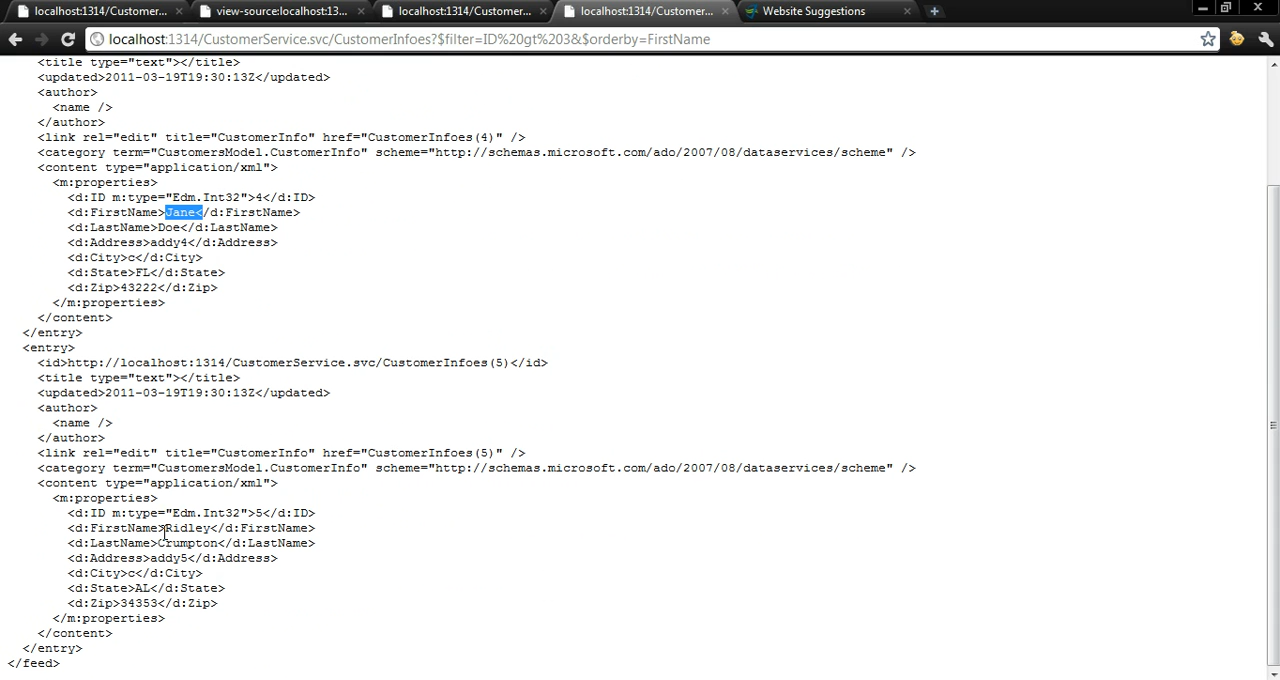 localhost:1314/Customer...
view-source:localhost:13...
localhost:1314/Customer...
localhost:1314/Customer...
Website Suggestions
localhost:1314/CustomerService.svc/CustomerInfoes?$filter=ID%20gt%203&$orderby=FirstName
<title type="text"></title>
<updated>2011-03-19T19:30:13Z</updated>
<author>
<name />
</author>
<link rel="edit" title="CustomerInfo" href="CustomerInfoes(4)" />
<category term="CustomersModel.CustomerInfo" scheme="http://schemas.microsoft.com/ado/2007/08/dataservices/scheme" />
<content type="application/xml">
<m:properties>
<d:ID m:type="Edm.Int32">4</d:ID>
<d:FirstName>Jane</d:FirstName>
<d:LastName>Doe</d:LastName>
<d:Address>addy4</d:Address>
<d:City>c</d:City>
<d:State>FL</d:State>
<d:Zip>43222</d:Zip>
</m:properties>
</content>
</entry>
<entry>
<id>http://localhost:1314/CustomerService.svc/CustomerInfoes(5)</id>
<title type="text"></title>
<updated>2011-03-19T19:30:13Z</updated>
<author>
<name />
</author>
<link rel="edit" title="CustomerInfo" href="CustomerInfoes(5)" />
<category term="CustomersModel.CustomerInfo" scheme="http://schemas.microsoft.com/ado/2007/08/dataservices/scheme" />
<content type="application/xml">
<m:properties>
<d:ID m:type="Edm.Int32">5</d:ID>
<d:FirstName>Ridley</d:FirstName>
<d:LastName>Crumpton</d:LastName>
<d:Address>addy5</d:Address>
<d:City>c</d:City>
<d:State>AL</d:State>
<d:Zip>34353</d:Zip>
</m:properties>
</content>
</entry>
</feed>